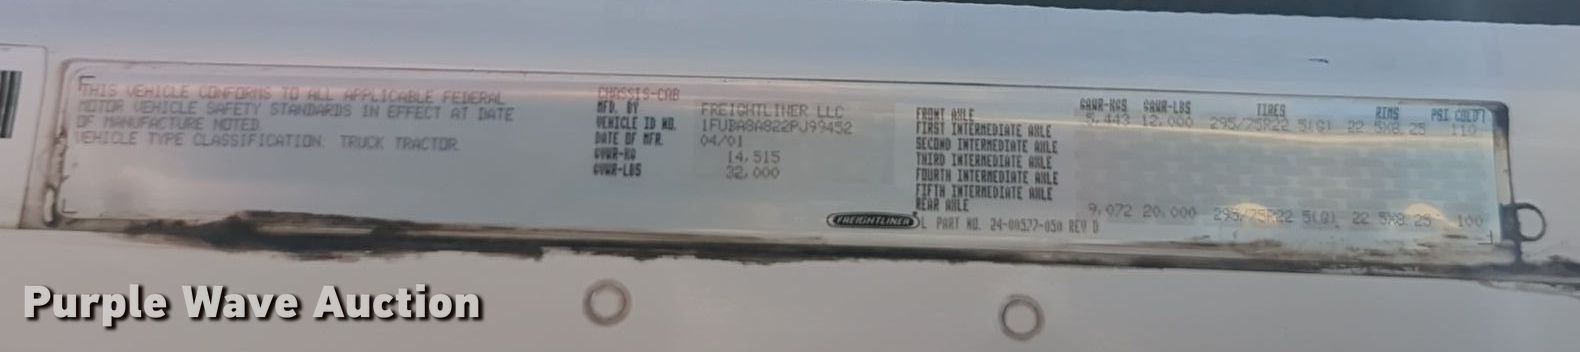 THIS VEHICLE CONFORMS TO ALL APPLICABLE FEDERAL
MOTOR VEHICLE SAFETY STANDARDS IN EFFECT AT DATE
OF MANUFACTURE NOTED
VEHICLE TYPE CLASSIFICATION: TRUCK TRACTOR
CHASSIS-CAB
MFD. BY FREIGHTLINER LLC
VEHICLE ID NO. 1FUBA8A822PJ99452
DATE OF MFR. 04/01
GVWR-KG 14,515
GVWR-LBS 32,000
GAWR-KGS GAWR-LBS TIRES RIMS PSI COLD
FRONT AXLE 5,443 12,000 295/75R22 5(G) 22 5X8 25 110
FIRST INTERMEDIATE AXLE
SECOND INTERMEDIATE AXLE
THIRD INTERMEDIATE AXLE
FOURTH INTERMEDIATE AXLE
FIFTH INTERMEDIATE AXLE
REAR AXLE 9,072 20,000 295/75R22 5(G) 22 5X8 25 100
FREIGHTLINER PART NO. 24-00577-050 REV D
Purple Wave Auction